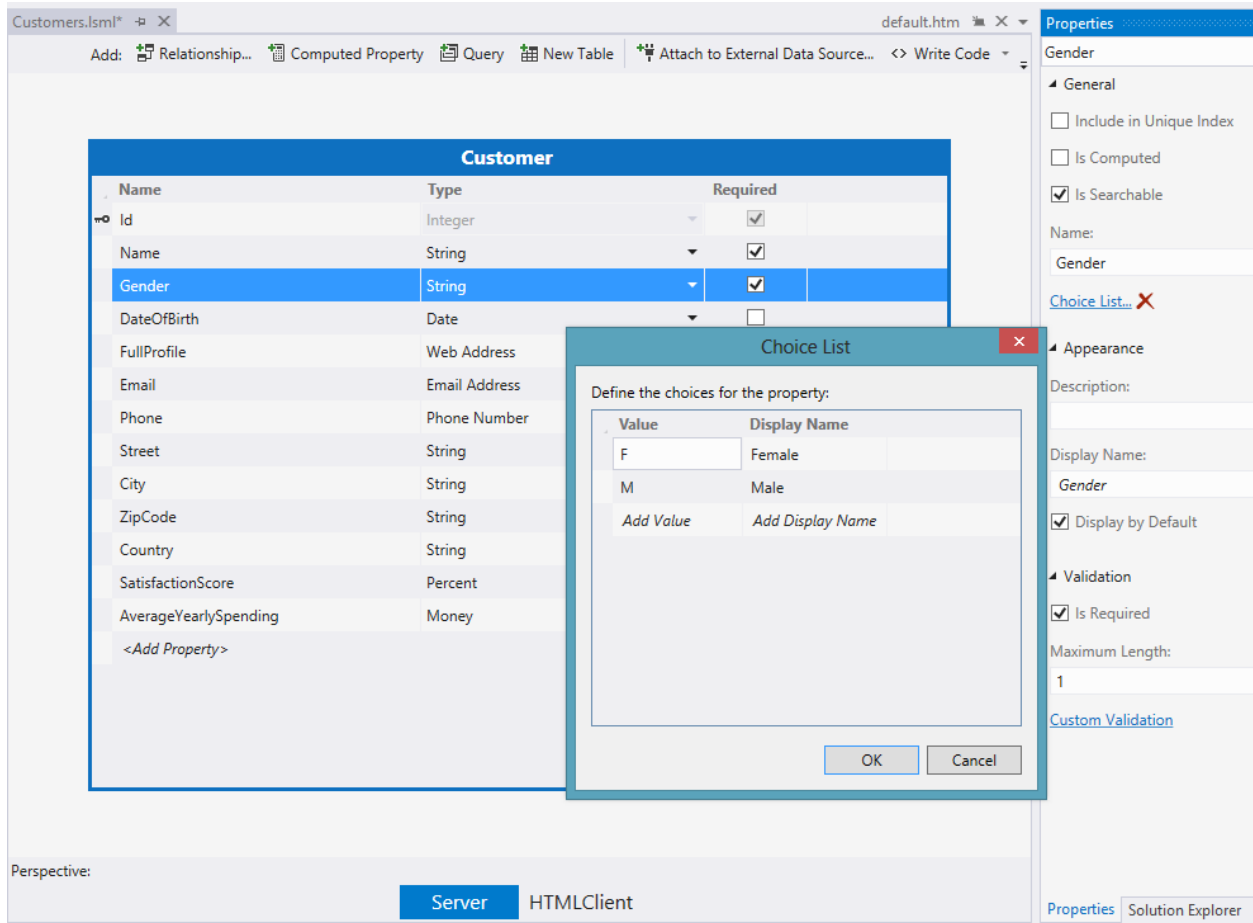 Customers.lsml* default.htm
Add: Relationship... Computed Property Query New Table Attach to External Data Source... <> Write Code
Customer
Name Type Required
Id Integer
Name String
Gender String
DateOfBirth Date
FullProfile Web Address
Email Email Address
Phone Phone Number
Street String
City String
ZipCode String
Country String
SatisfactionScore Percent
AverageYearlySpending Money
<Add Property>
Choice List
Define the choices for the property:
Value Display Name
F Female
M Male
Add Value Add Display Name
OK Cancel
Perspective:
Server HTMLClient
Properties
Gender
General
Include in Unique Index
Is Computed
Is Searchable
Name:
Gender
Choice List...
Appearance
Description:
Display Name:
Gender
Display by Default
Validation
Is Required
Maximum Length:
1
Custom Validation
Properties Solution Explorer